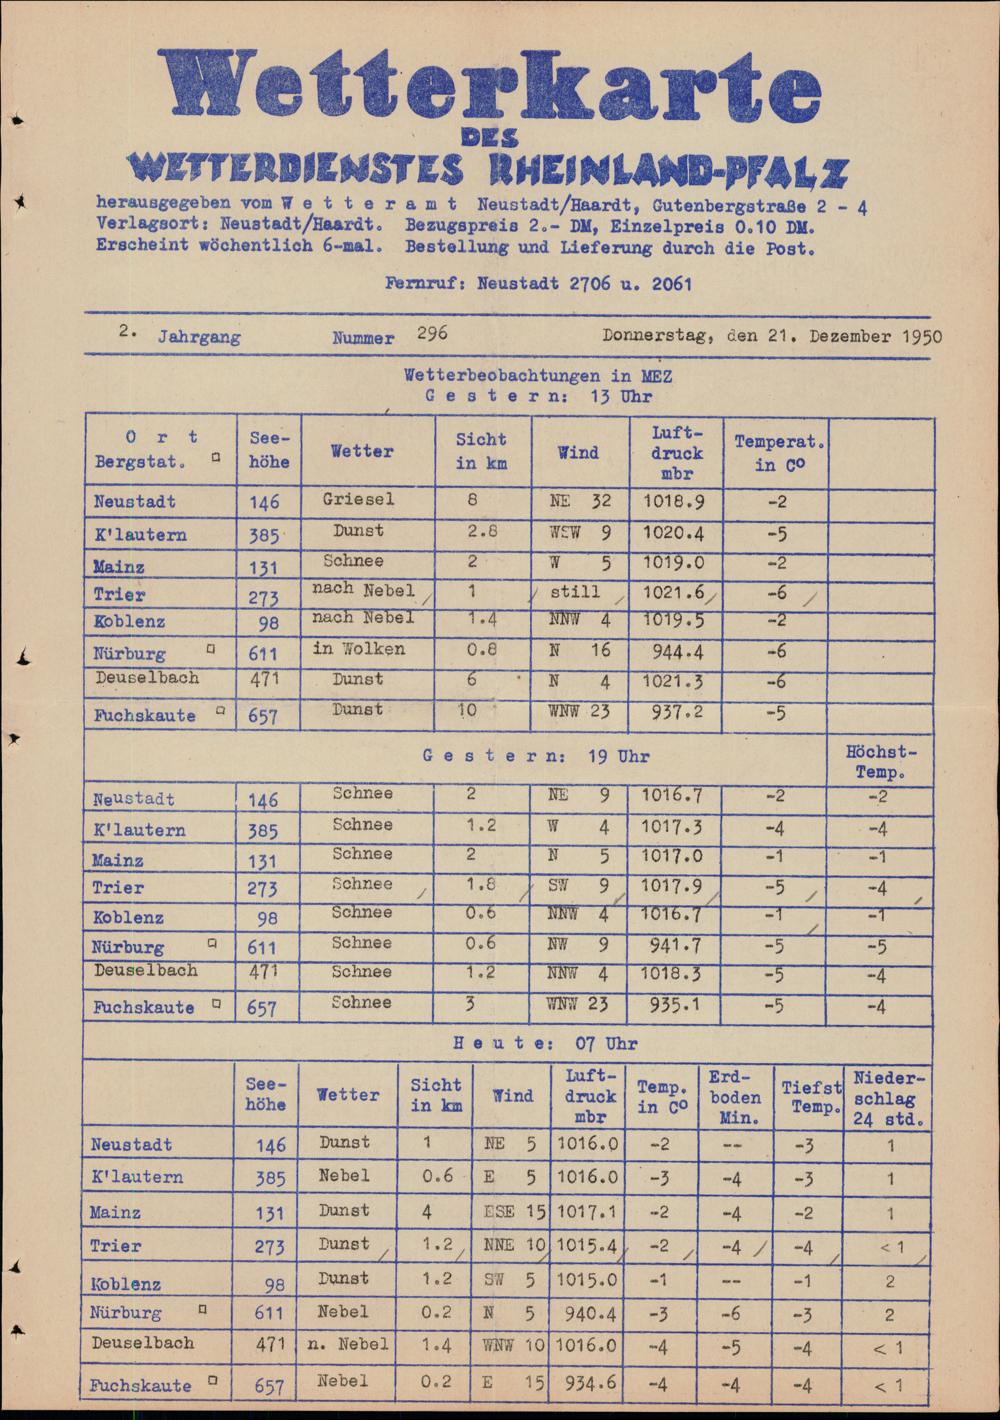 Wetterkarte
DES
WETTERDIENSTES RHEINLAND-PFALZ
herausgegeben vom W e t t e r a m t Neustadt/Haardt, Gutenbergstraße 2 - 4
Verlagsort: Neustadt/Haardt. Bezugspreis 2.- DM, Einzelpreis 0.10 DM.
Erscheint wöchentlich 6-mal. Bestellung und Lieferung durch die Post.
Fernruf: Neustadt 2706 u. 2061
2. Jahrgang Nummer 296 Donnerstag, den 21. Dezember 1950
Wetterbeobachtungen in MEZ
G e s t e r n: 13 Uhr
O r t See- Wetter Sicht Wind Luft- Temperat.
Bergstat. □ höhe in km druck in C°
mbr
Neustadt 146 Griesel 8 NE 32 1018.9 -2
K'lautern 385 Dunst 2.8 WSW 9 1020.4 -5
Mainz 131 Schnee 2 W 5 1019.0 -2
Trier 273 nach Nebel 1 still 1021.6 -6
Koblenz 98 nach Nebel 1.4 NNW 4 1019.5 -2
Nürburg □ 611 in Wolken 0.8 N 16 944.4 -6
Deuselbach 471 Dunst 6 N 4 1021.3 -6
Fuchskaute □ 657 Dunst 10 WNW 23 937.2 -5
G e s t e r n: 19 Uhr Höchst-
Temp.
Neustadt 146 Schnee 2 NE 9 1016.7 -2 -2
K'lautern 385 Schnee 1.2 W 4 1017.3 -4 -4
Mainz 131 Schnee 2 N 5 1017.0 -1 -1
Trier 273 Schnee 1.8 SW 9 1017.9 -5 -4
Koblenz 98 Schnee 0.6 NNW 4 1016.7 -1 -1
Nürburg □ 611 Schnee 0.6 NW 9 941.7 -5 -5
Deuselbach 471 Schnee 1.2 NNW 4 1018.3 -5 -4
Fuchskaute □ 657 Schnee 3 WNW 23 935.1 -5 -4
H e u t e: 07 Uhr
See- Wetter Sicht Wind Luft- Temp. Erd- Tiefst Nieder-
höhe in km druck in C° boden Temp. schlag
mbr Min. 24 std.
Neustadt 146 Dunst 1 NE 5 1016.0 -2 -- -3 1
K'lautern 385 Nebel 0.6 E 5 1016.0 -3 -4 -3 1
Mainz 131 Dunst 4 ESE 15 1017.1 -2 -4 -2 1
Trier 273 Dunst 1.2 NNE 10 1015.4 -2 -4 -4 <1
Koblenz 98 Dunst 1.2 SW 5 1015.0 -1 -- -1 2
Nürburg □ 611 Nebel 0.2 N 5 940.4 -3 -6 -3 2
Deuselbach 471 n. Nebel 1.4 WNW 10 1016.0 -4 -5 -4 < 1
Fuchskaute □ 657 Nebel 0.2 E 15 934.6 -4 -4 -4 < 1